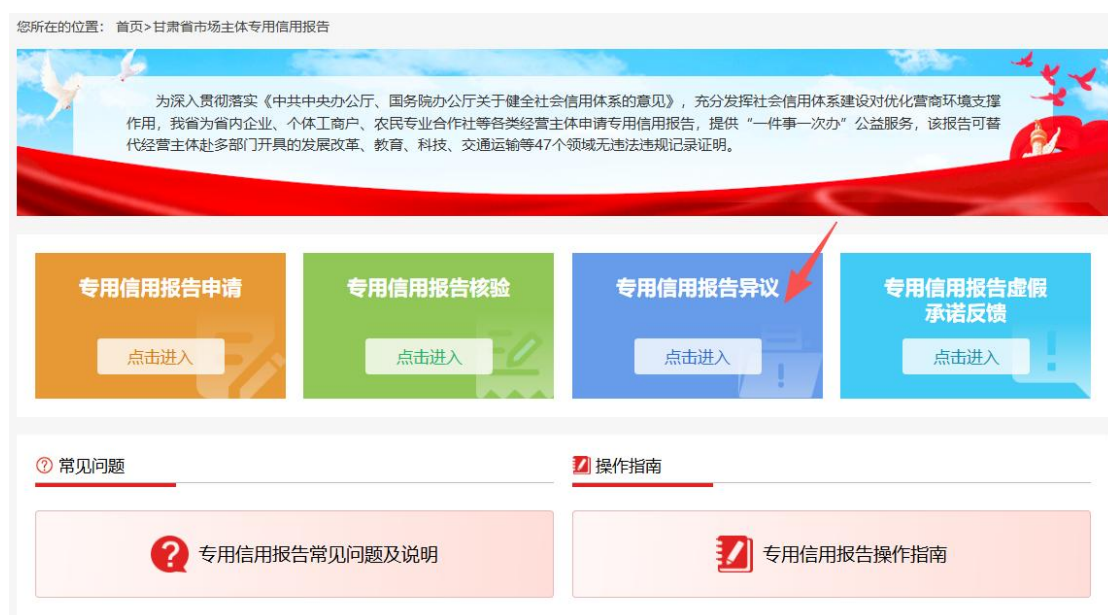 您所在的位置： 首页>甘肃省市场主体专用信用报告
为深入贯彻落实《中共中央办公厅、国务院办公厅关于健全社会信用体系的意见》，充分发挥社会信用体系建设对优化营商环境支撑
作用，我省为省内企业、个体工商户、农民专业合作社等各类经营主体申请专用信用报告，提供“一件事一次办”公益服务，该报告可替
代经营主体赴多部门开具的发展改革、教育、科技、交通运输等47个领域无违法违规记录证明。
专用信用报告申请
点击进入
专用信用报告核验
点击进入
专用信用报告异议
点击进入
专用信用报告虚假
承诺反馈
点击进入
常见问题
操作指南
专用信用报告常见问题及说明
专用信用报告操作指南